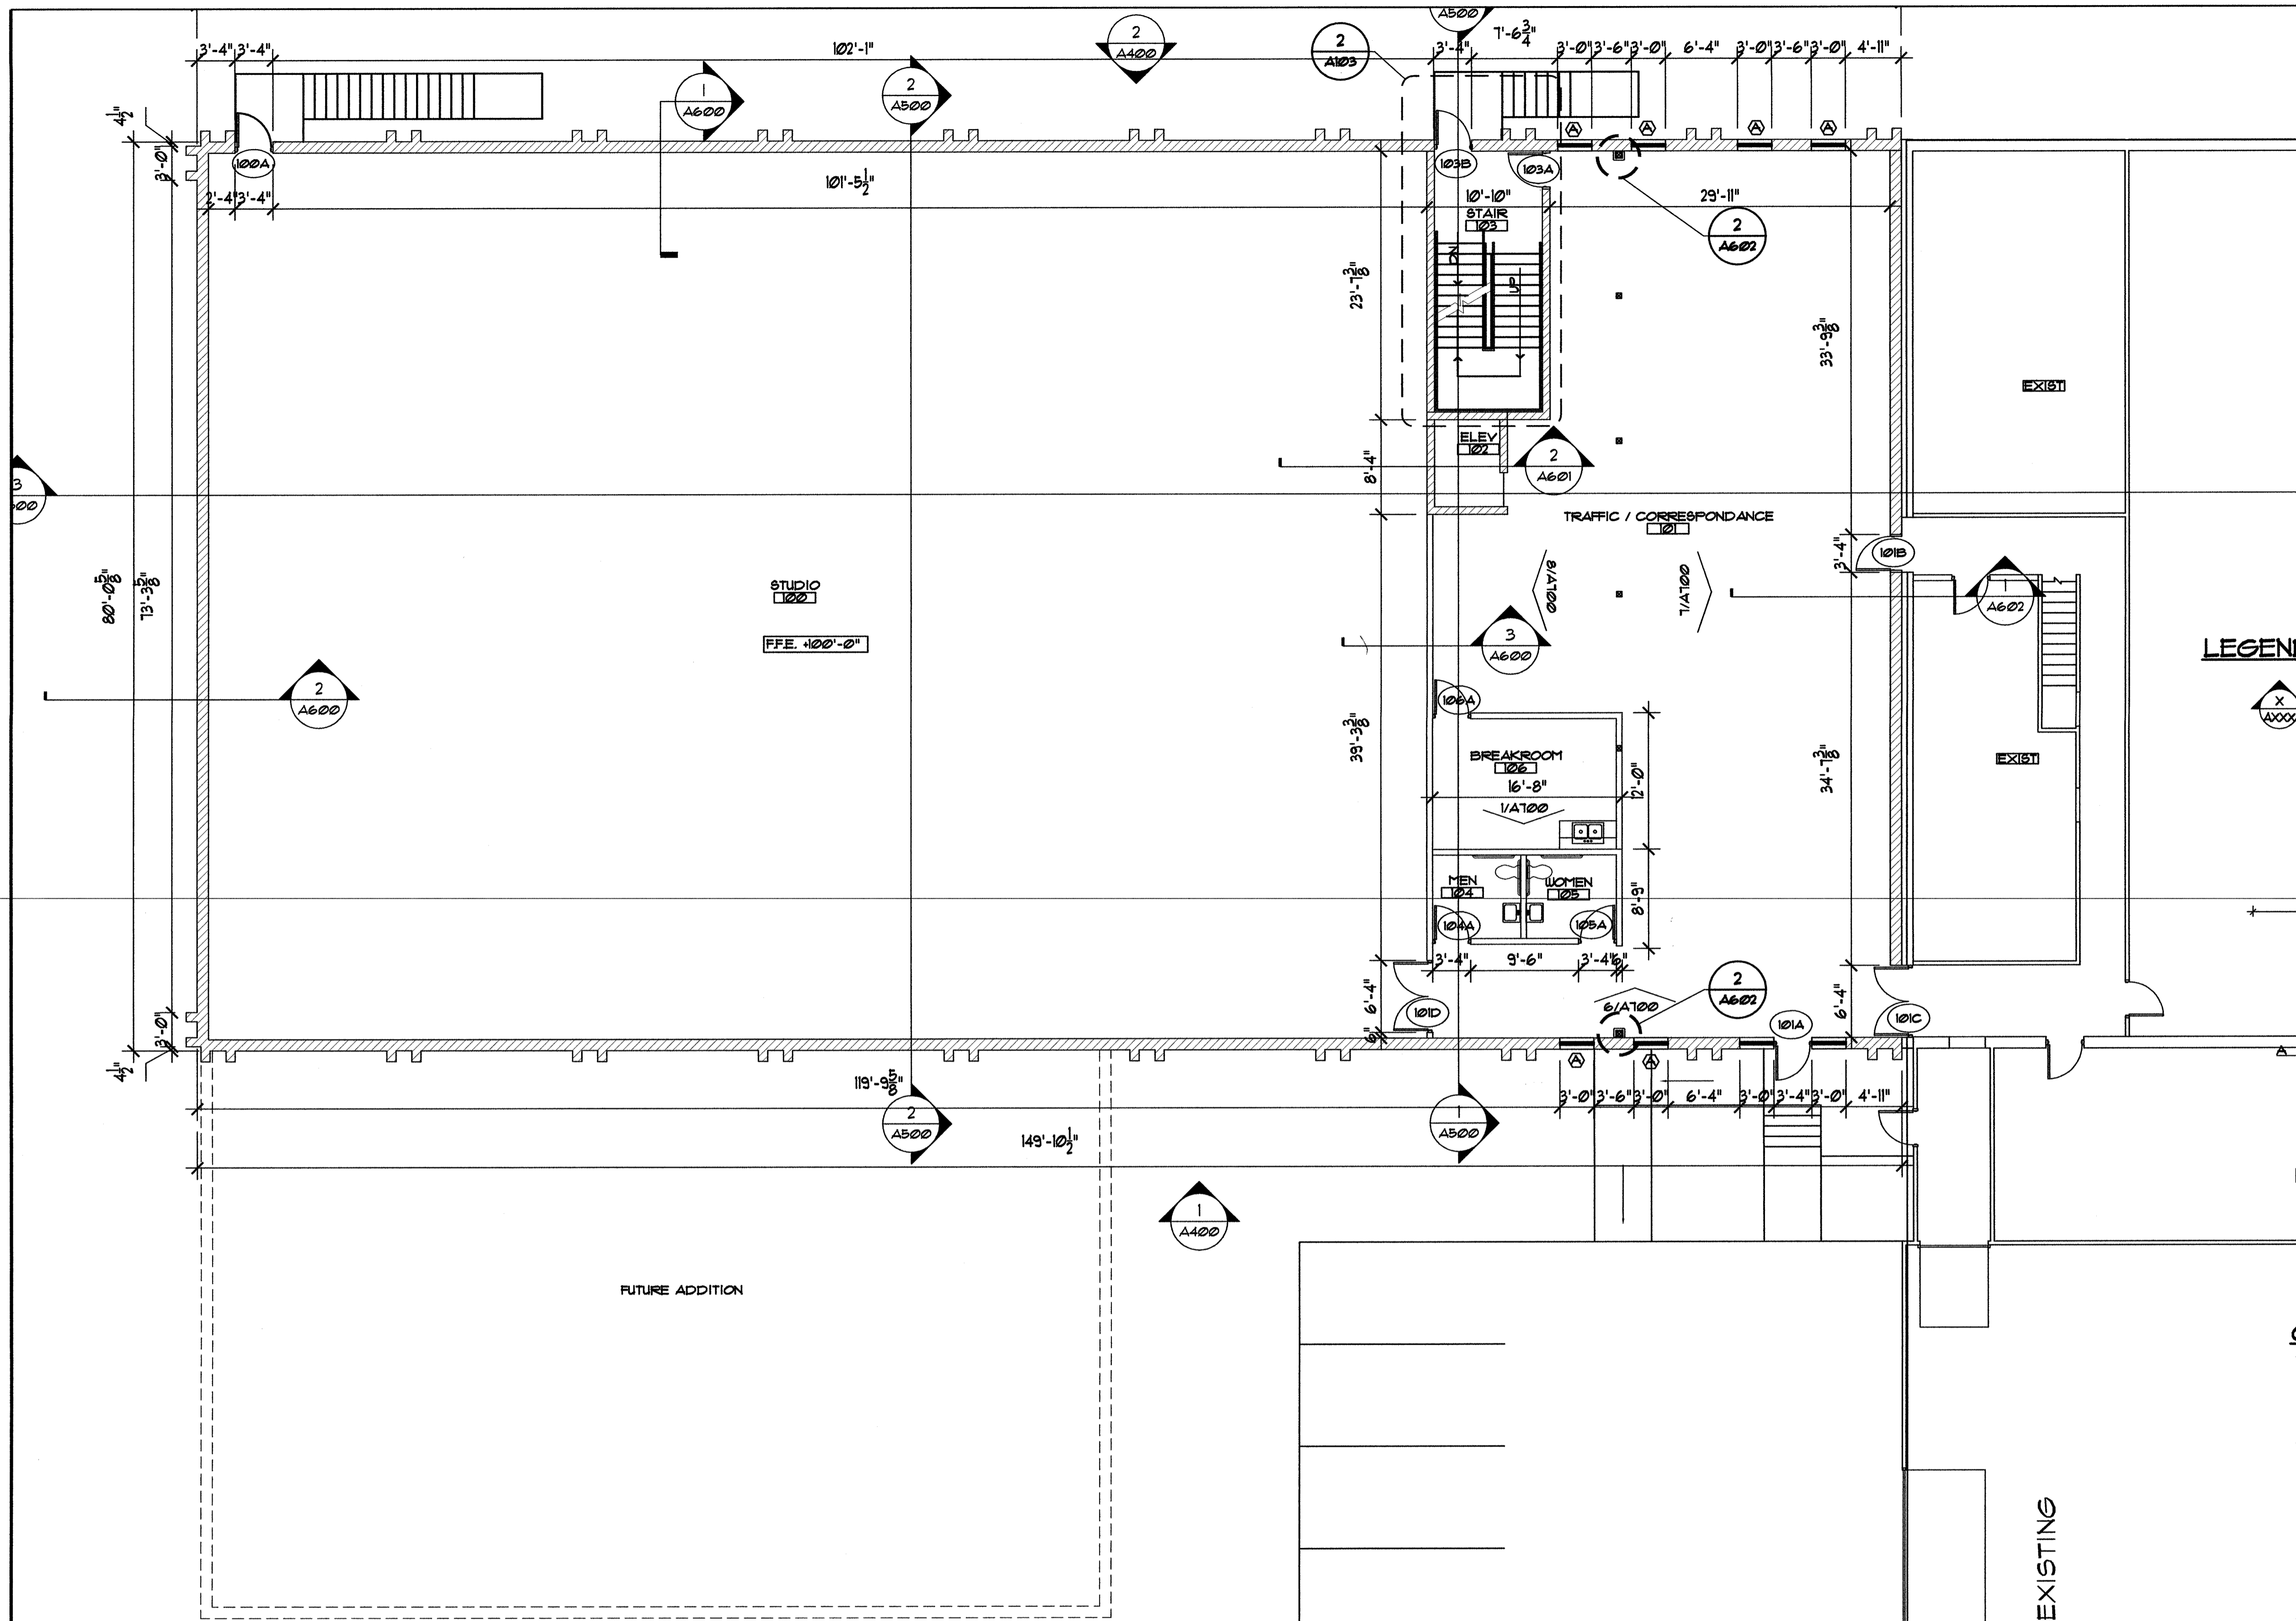 A500
7'-6 3/4"
3'-4" 3'-4" 102'-1" 2 A400 2 A103 3'-4" 3'-0" 3'-6" 3'-0" 6'-4" 3'-0" 3'-6" 3'-0" 4'-11"
1 A600
2 A500
4 1/2"
3'-0"
A A A A
100A 103B 103A
2'-4" 3'-4" 101'-5 1/2" 10'-10" 29'-11"
STAIR
103
2 A602
DN UP
23'-7 3/8"
33'-9 3/8"
EXIST
ELEV
102
8'-4"
2 A601
3
TRAFFIC / CORRESPONDANCE
101
3'-4" 101B
80'-0 5/8" 73'-3 5/8"
STUDIO
100
8/A700 7/A700
1 A602
F.F.E. +100'-0"
3 A600
LEGEN
2 A600
106A
X AXXX
39'-3 3/8"
BREAKROOM
106
16'-8"
12'-0"
34'-7 3/8"
EXIST
1/A700
MEN
104
WOMEN
105
8'-9"
104A 105A
3'-4" 9'-6" 3'-4" 6"
2 A602
6'-4" 101D 6/A700 101A 6'-4" 101C
3'-0" 6"
4 1/2"
A A A
119'-9 5/8" 3'-0" 3'-6" 3'-0" 6'-4" 3'-0" 3'-4" 3'-0" 4'-11"
2 A500
1 A500
149'-10 1/2"
1 A400
FUTURE ADDITION
EXISTING